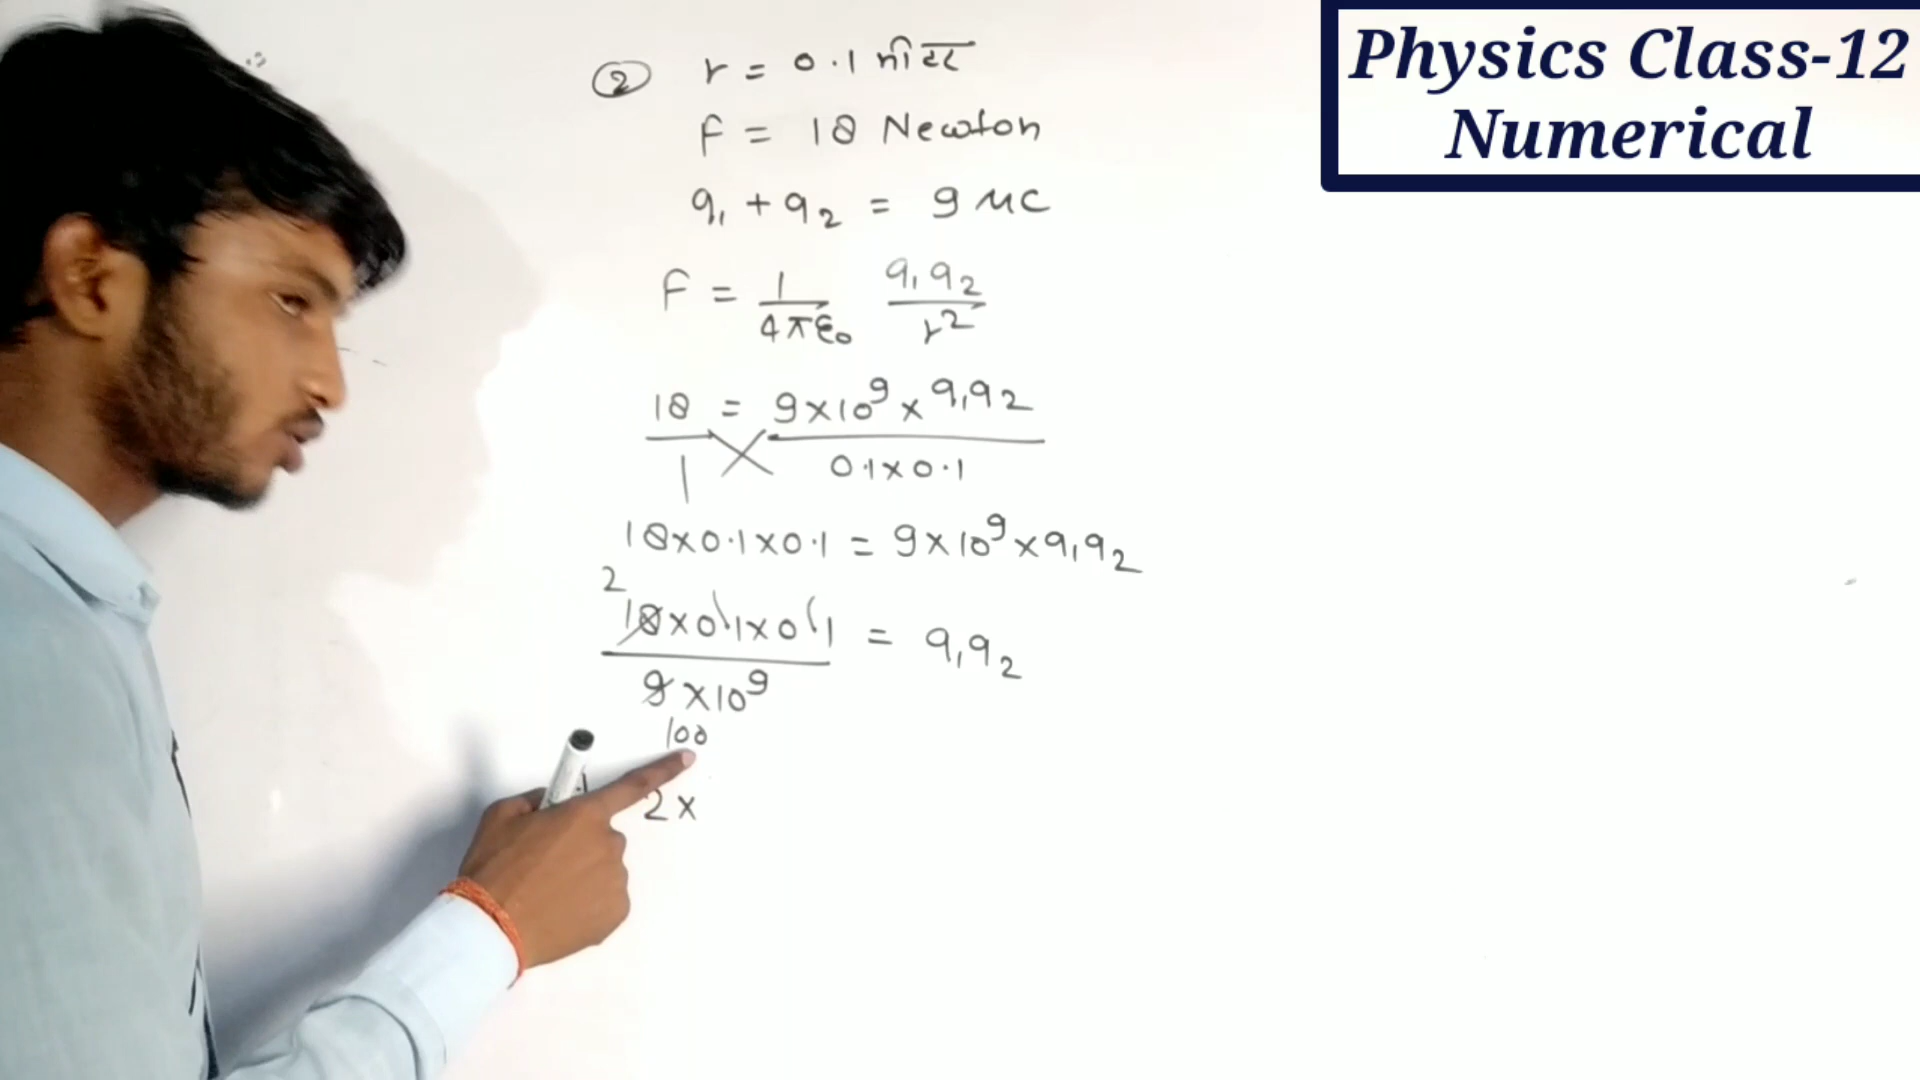 Physics Class-12
Numerical
② r = 0.1 मीटर
F = 18 Newton
q₁ + q₂ = 9 μC
F = 1/4πε₀ q₁q₂/r²
18/1 = 9×10⁹×q₁q₂/0.1×0.1
18×0.1×0.1 = 9×10⁹×q₁q₂
2
18×0.1×0.1/9×10⁹ = q₁q₂
100
2×